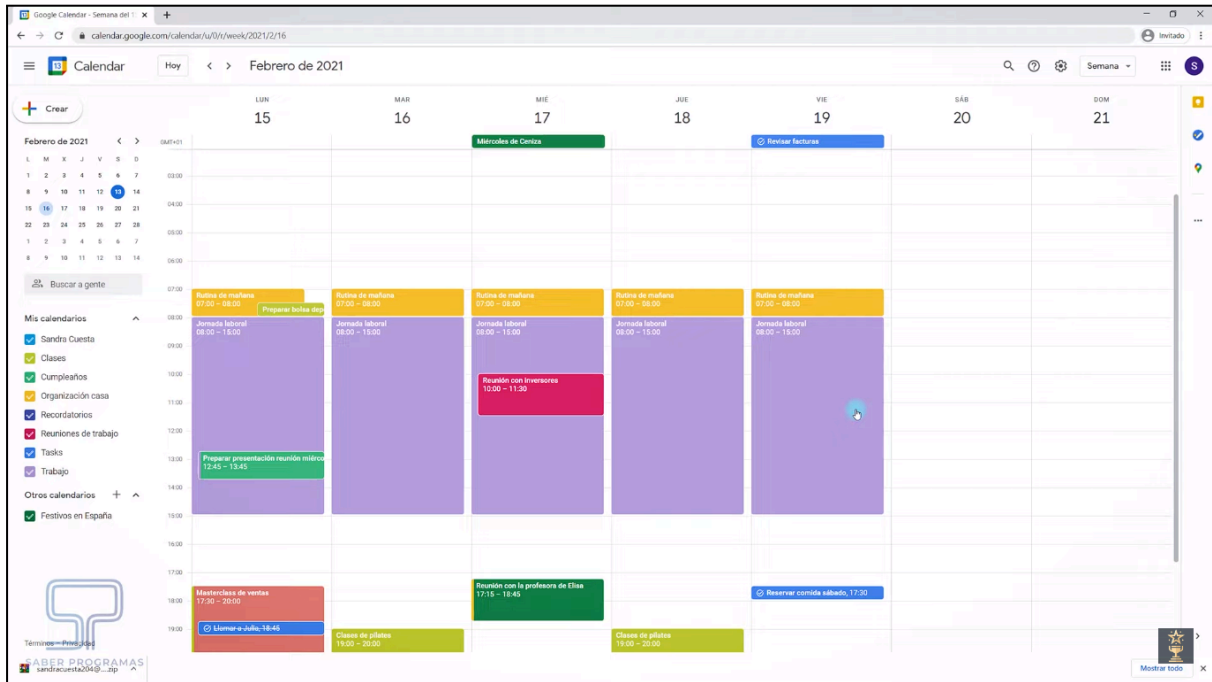 Google Calendar - Semana del 1
calendar.google.com/calendar/u/0/r/week/2021/2/16
Invitado
13
Calendar
Hoy
Febrero de 2021
Semana
S
Crear
Febrero de 2021
L M X J V S D
1 2 3 4 5 6 7
8 9 10 11 12 13 14
15 16 17 18 19 20 21
22 23 24 25 26 27 28
1 2 3 4 5 6 7
8 9 10 11 12 13 14
Buscar a gente
Mis calendarios
Sandra Cuesta
Clases
Cumpleaños
Organización casa
Recordatorios
Reuniones de trabajo
Tasks
Trabajo
Otros calendarios
Festivos en España
Términos – Privacidad
SABER PROGRAMAS
sandracuesta204@....zip
Mostrar todo
LUN MAR MIÉ JUE VIE SÁB DOM
15 16 17 18 19 20 21
GMT+01
Miércoles de Ceniza
Revisar facturas
03:00
04:00
05:00
06:00
07:00
08:00
09:00
10:00
11:00
12:00
13:00
14:00
15:00
16:00
17:00
18:00
19:00
Rutina de mañana
07:00 – 08:00
Preparar bolsa dep
Jornada laboral
08:00 – 15:00
Preparar presentación reunión miérco
12:45 – 13:45
Masterclass de ventas
17:30 – 20:00
Llamar a Julia, 18:45
Rutina de mañana
07:00 – 08:00
Jornada laboral
08:00 – 15:00
Clases de pilates
19:00 – 20:00
Rutina de mañana
07:00 – 08:00
Jornada laboral
08:00 – 15:00
Reunión con inversores
10:00 – 11:30
Reunión con la profesora de Elisa
17:15 – 18:45
Rutina de mañana
07:00 – 08:00
Jornada laboral
08:00 – 15:00
Clases de pilates
19:00 – 20:00
Rutina de mañana
07:00 – 08:00
Jornada laboral
08:00 – 15:00
Reservar comida sábado, 17:30